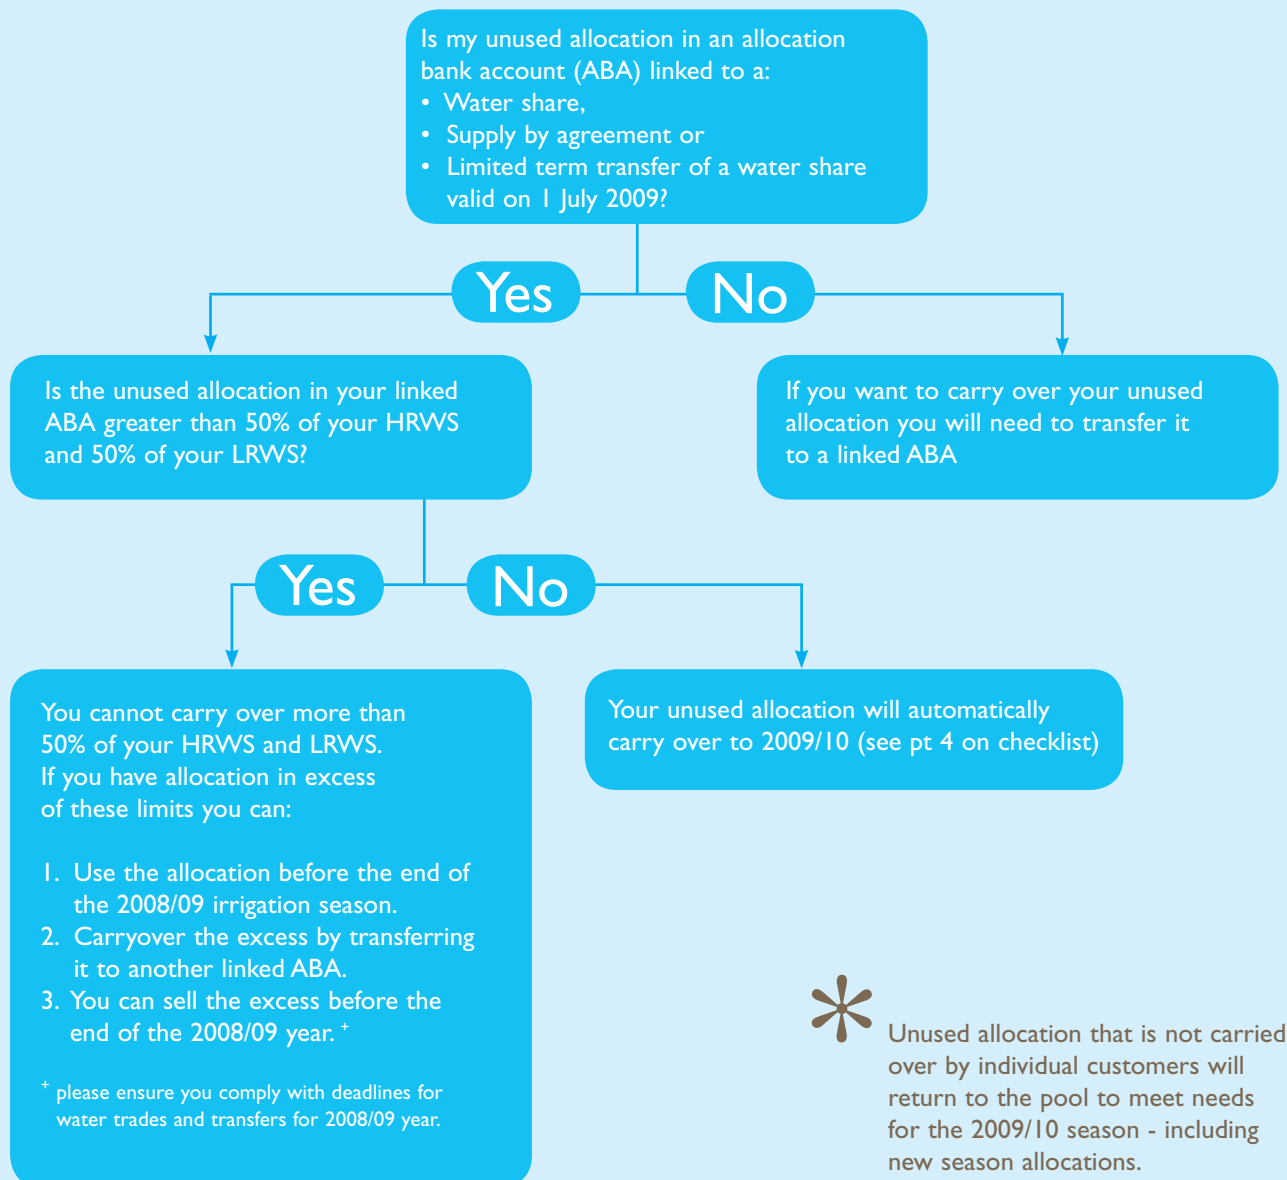 Is my unused allocation in an allocation
bank account (ABA) linked to a:
• Water share,
• Supply by agreement or
• Limited term transfer of a water share
valid on 1 July 2009?
Yes
No
Is the unused allocation in your linked
ABA greater than 50% of your HRWS
and 50% of your LRWS?
If you want to carry over your unused
allocation you will need to transfer it
to a linked ABA
Yes
No
You cannot carry over more than
50% of your HRWS and LRWS.
If you have allocation in excess
of these limits you can:
1. Use the allocation before the end of
the 2008/09 irrigation season.
2. Carryover the excess by transferring
it to another linked ABA.
3. You can sell the excess before the
end of the 2008/09 year. +
+ please ensure you comply with deadlines for
water trades and transfers for 2008/09 year.
Your unused allocation will automatically
carry over to 2009/10 (see pt 4 on checklist)
* Unused allocation that is not carried
over by individual customers will
return to the pool to meet needs
for the 2009/10 season - including
new season allocations.